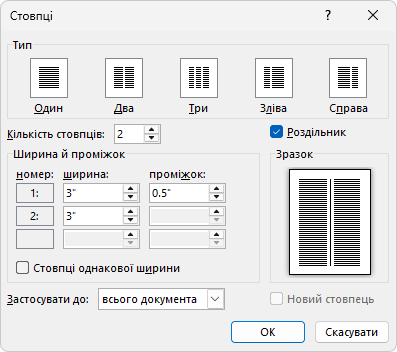 Стовпці
Тип
Один Два Три Зліва Справа
Кількість стовпців: 2
Роздільник
Ширина й проміжок
Зразок
номер: ширина: проміжок:
1: 3" 0.5"
2: 3"
Стовпці однакової ширини
Застосувати до: всього документа
Новий стовпець
ОК Скасувати